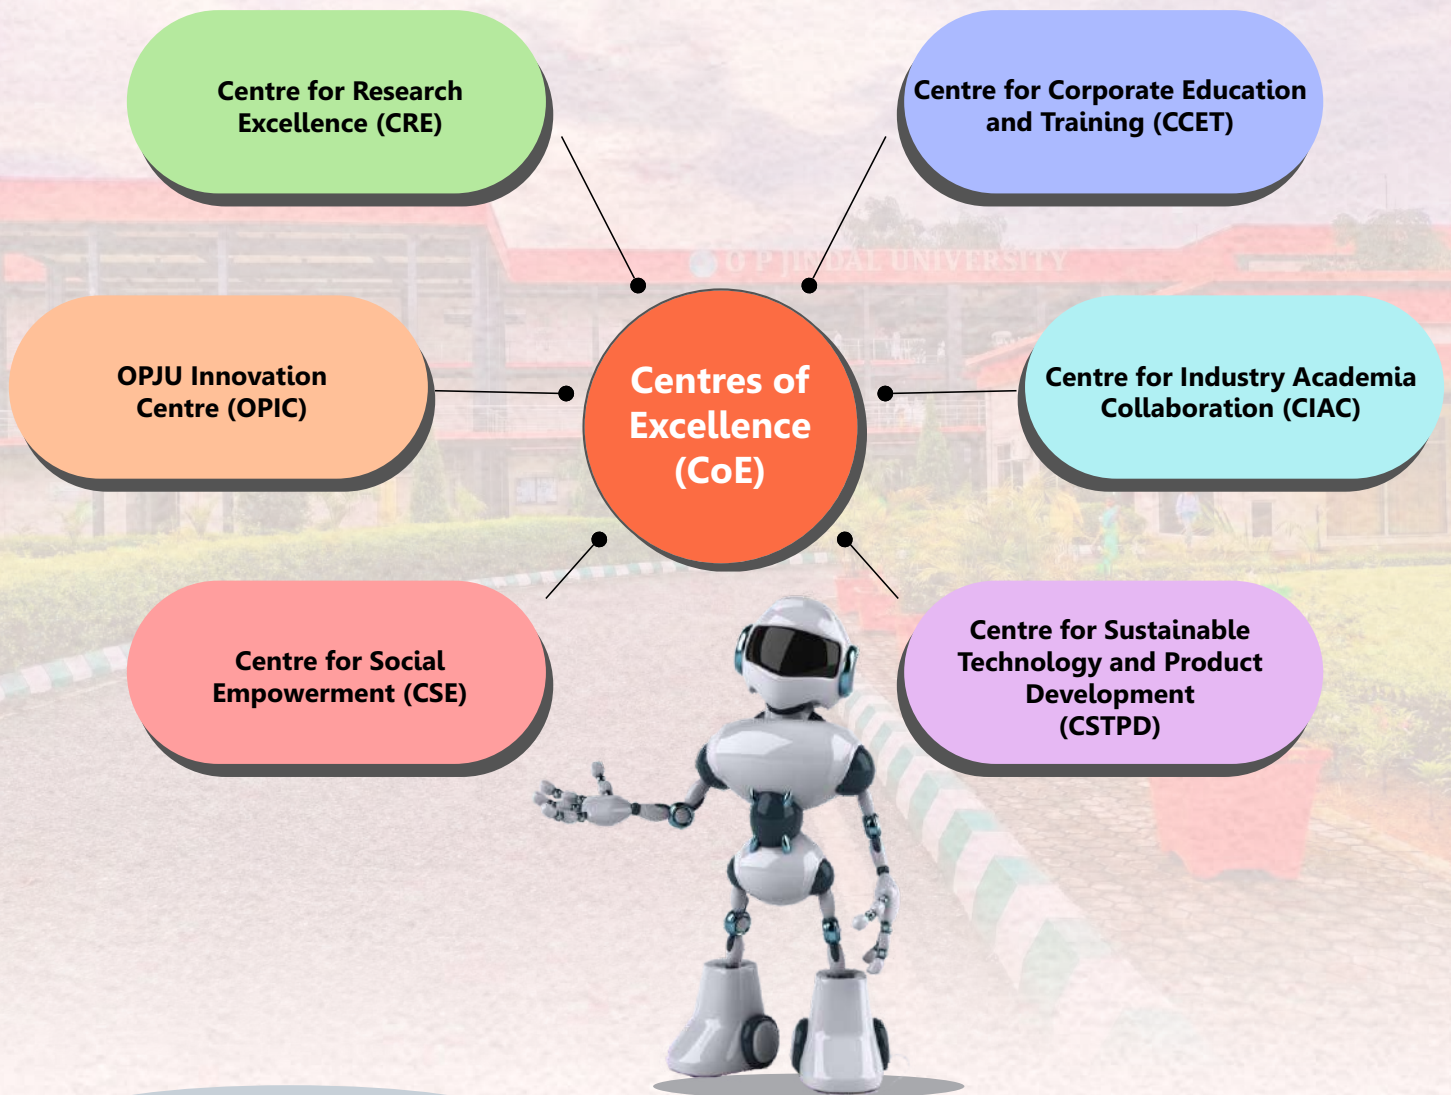 Centre for Research
Excellence (CRE)
Centre for Corporate Education
and Training (CCET)
O P JINDAL UNIVERSITY
OPJU Innovation
Centre (OPIC)
Centres of
Excellence
(CoE)
Centre for Industry Academia
Collaboration (CIAC)
Centre for Social
Empowerment (CSE)
Centre for Sustainable
Technology and Product
Development
(CSTPD)